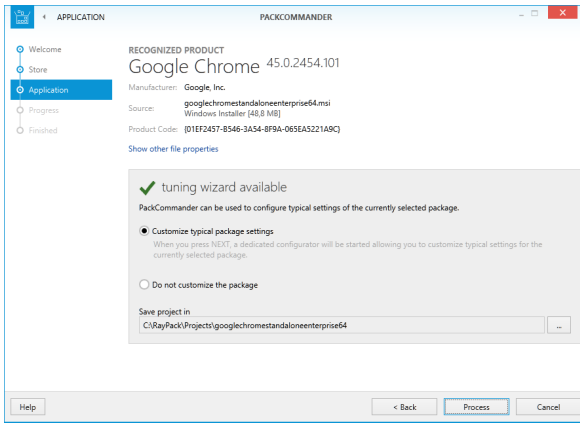 APPLICATION
PACKCOMMANDER
Welcome
Store
Application
Progress
Finished
RECOGNIZED PRODUCT
Google Chrome 45.0.2454.101
Manufacturer: Google, Inc.
Source: googlechromestandaloneenterprise64.msi
Windows Installer [48,8 MB]
Product Code: {01EF2457-B546-3A54-8F9A-065EA5221A9C}
Show other file properties
tuning wizard available
PackCommander can be used to configure typical settings of the currently selected package.
Customize typical package settings
When you press NEXT, a dedicated configurator will be started allowing you to customize typical settings for the
currently selected package.
Do not customize the package
Save project in
C:\RayPack\Projects\googlechromestandaloneenterprise64
...
Help
< Back
Process
Cancel